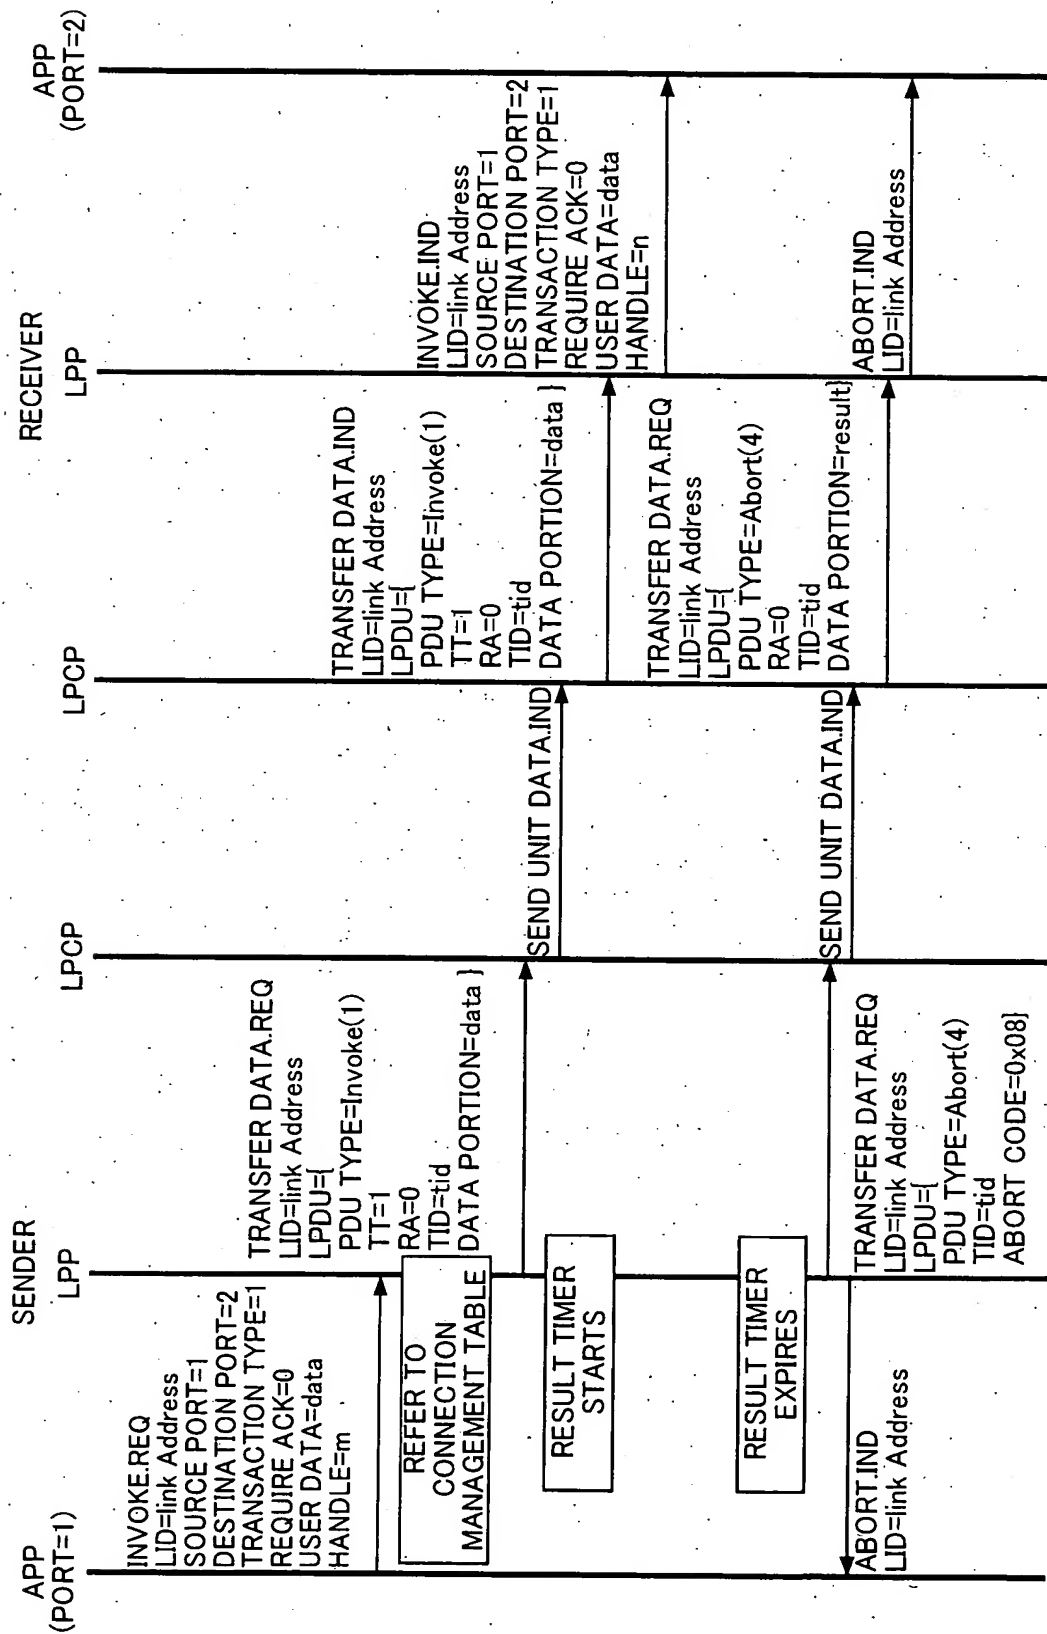 SENDER
RECEIVER
APP
(PORT=1)
LPP
LPCP
LPCP
LPP
APP
(PORT=2)
INVOKE.REQ
LID=link Address
SOURCE PORT=1
DESTINATION PORT=2
TRANSACTION TYPE=1
REQUIRE ACK=0
USER DATA=data
HANDLE=m
REFER TO
CONNECTION
MANAGEMENT TABLE
TRANSFER DATA.REQ
LID=link Address
LPDU={
PDU TYPE=Invoke(1)
TT=1
RA=0
TID=tid
DATA PORTION=data }
RESULT TIMER
STARTS
SEND UNIT DATA.IND
TRANSFER DATA.IND
LID=link Address
LPDU={
PDU TYPE=Invoke(1)
TT=1
RA=0
TID=tid
DATA PORTION=data }
INVOKE.IND
LID=link Address
SOURCE PORT=1
DESTINATION PORT=2
TRANSACTION TYPE=1
REQUIRE ACK=0
USER DATA=data
HANDLE=n
RESULT TIMER
EXPIRES
ABORT.IND
LID=link Address
TRANSFER DATA.REQ
LID=link Address
LPDU={
PDU TYPE=Abort(4)
TID=tid
ABORT CODE=0x08}
SEND UNIT DATA.IND
TRANSFER DATA.REQ
LID=link Address
LPDU={
PDU TYPE=Abort(4)
RA=0
TID=tid
DATA PORTION=result}
ABORT.IND
LID=link Address